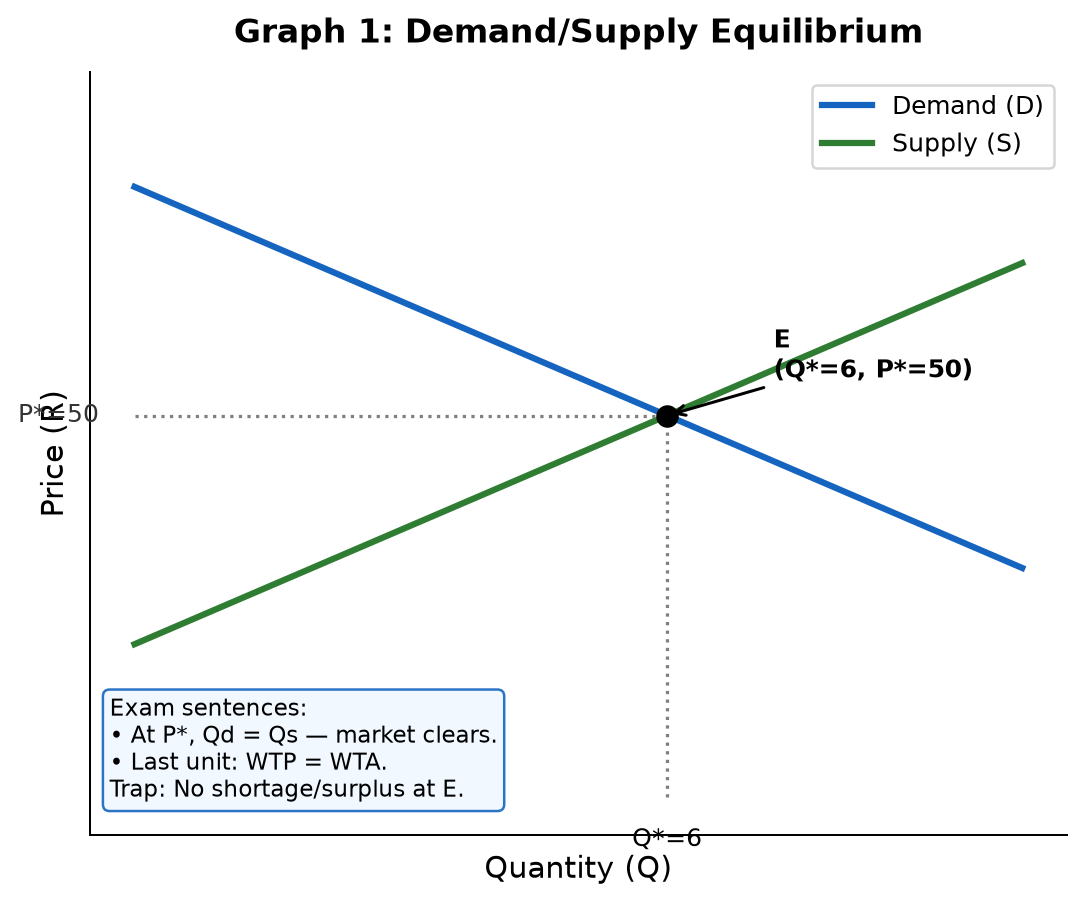 Graph 1: Demand/Supply Equilibrium
Demand (D)
Supply (S)
E
(Q*=6, P*=50)
P*=50
Price (R)
Exam sentences:
• At P*, Qd = Qs — market clears.
• Last unit: WTP = WTA.
Trap: No shortage/surplus at E.
Q*=6
Quantity (Q)